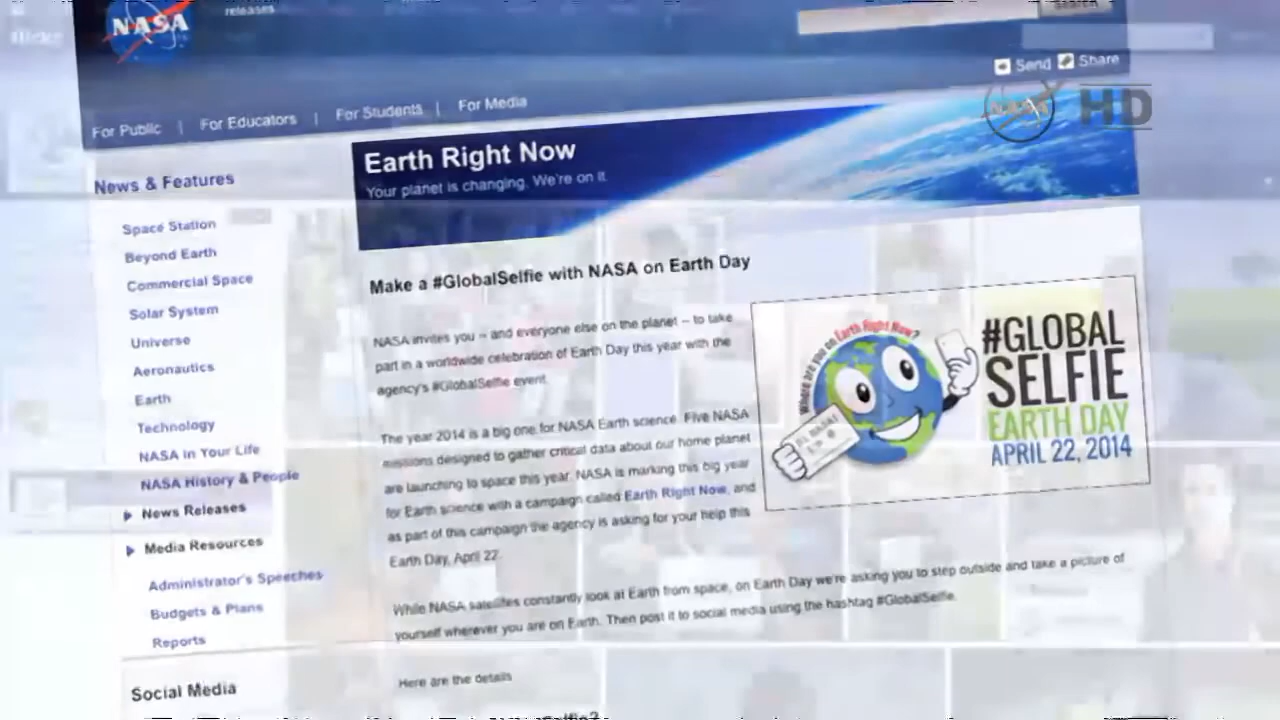 NASA
releases
Search
flickr
Send
Share
NASA HD
For Public | For Educators | For Students | For Media
News & Features
Space Station
Beyond Earth
Commercial Space
Solar System
Universe
Aeronautics
Earth
Technology
NASA in Your Life
NASA History & People
News Releases
Media Resources
Administrator's Speeches
Budgets & Plans
Reports
Social Media
Earth Right Now
Your planet is changing. We're on it.
Make a #GlobalSelfie with NASA on Earth Day
NASA invites you -- and everyone else on the planet -- to take
part in a worldwide celebration of Earth Day this year with the
agency's #GlobalSelfie event.
The year 2014 is a big one for NASA Earth science. Five NASA
missions designed to gather critical data about our home planet
are launching to space this year. NASA is marking this big year
for Earth science with a campaign called Earth Right Now, and
as part of this campaign the agency is asking for your help this
Earth Day, April 22.
Where are you on Earth Right Now?
#GLOBAL
SELFIE
EARTH DAY
APRIL 22, 2014
While NASA satellites constantly look at Earth from space, on Earth Day we're asking you to step outside and take a picture of
yourself wherever you are on Earth. Then post it to social media using the hashtag #GlobalSelfie.
Here are the details